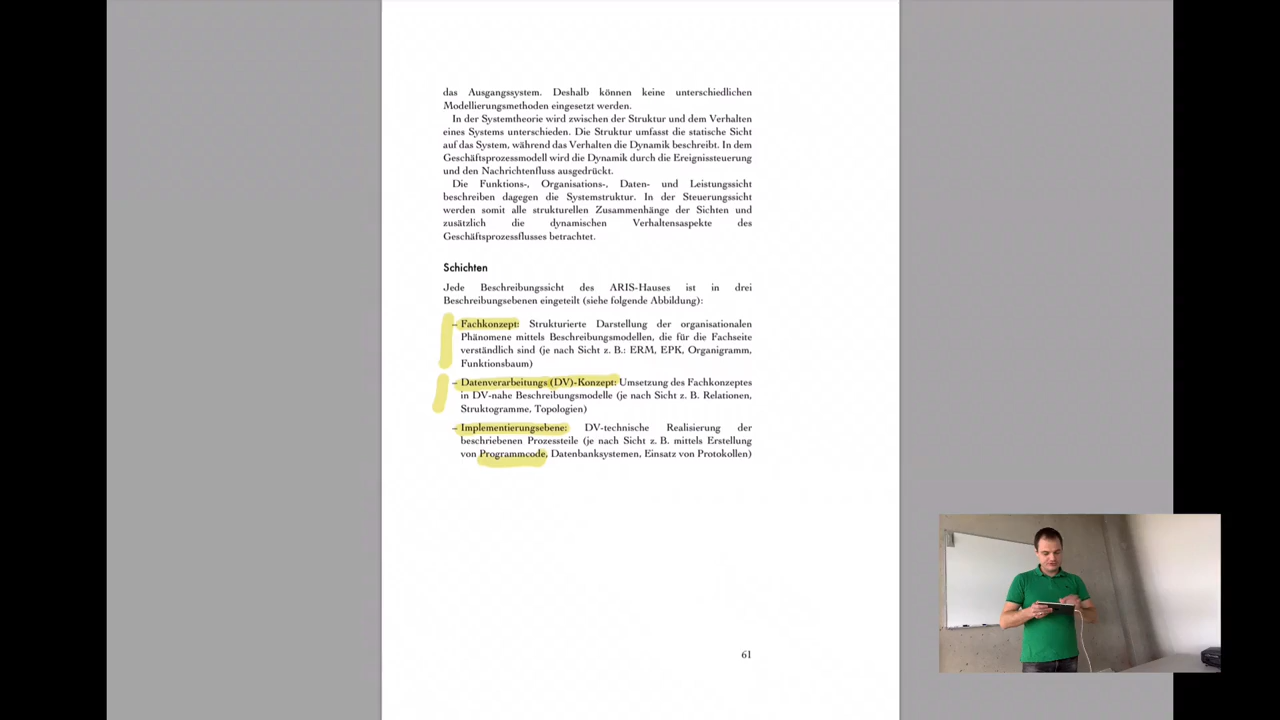 das Ausgangssystem. Deshalb können keine unterschiedlichen
Modellierungsmethoden eingesetzt werden.
In der Systemtheorie wird zwischen der Struktur und dem Verhalten
eines Systems unterschieden. Die Struktur umfasst die statische Sicht
auf das System, während das Verhalten die Dynamik beschreibt. In dem
Geschäftsprozessmodell wird die Dynamik durch die Ereignissteuerung
und den Nachrichtenfluss ausgedrückt.
Die Funktions-, Organisations-, Daten- und Leistungssicht
beschreiben dagegen die Systemstruktur. In der Steuerungssicht
werden somit alle strukturellen Zusammenhänge der Sichten und
zusätzlich die dynamischen Verhaltensaspekte des
Geschäftsprozessflusses betrachtet.
Schichten
Jede Beschreibungssicht des ARIS-Hauses ist in drei
Beschreibungsebenen eingeteilt (siehe folgende Abbildung):
– Fachkonzept: Strukturierte Darstellung der organisationalen
Phänomene mittels Beschreibungsmodellen, die für die Fachseite
verständlich sind (je nach Sicht z. B.: ERM, EPK, Organigramm,
Funktionsbaum)
– Datenverarbeitungs (DV)-Konzept: Umsetzung des Fachkonzeptes
in DV-nahe Beschreibungsmodelle (je nach Sicht z. B. Relationen,
Struktogramme, Topologien)
– Implementierungsebene: DV-technische Realisierung der
beschriebenen Prozessteile (je nach Sicht z. B. mittels Erstellung
von Programmcode, Datenbanksystemen, Einsatz von Protokollen)
61